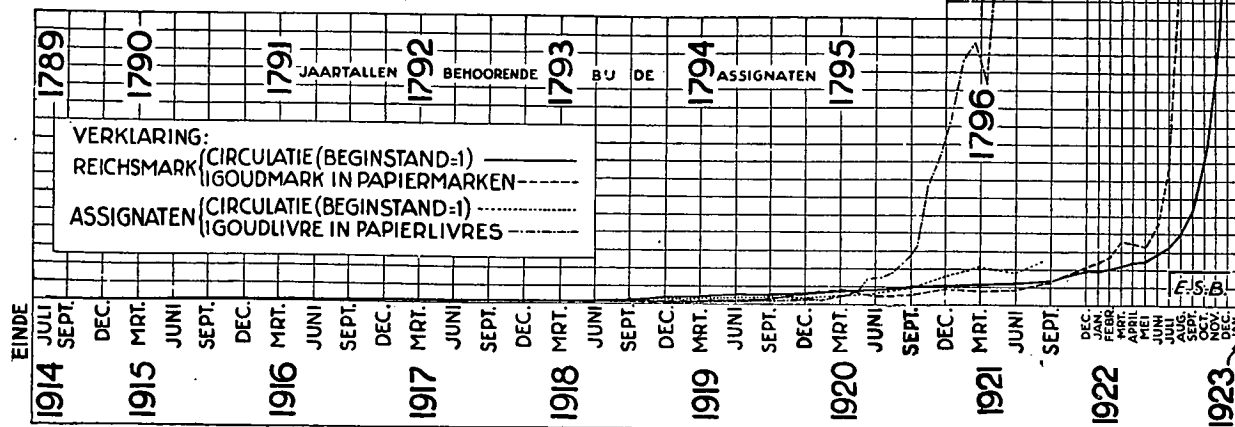 1789 1790 1791 JAARTALLEN 1792 BEHOORENDE 1793 BIJ DE 1794 ASSIGNATEN 1795
1796
VERKLARING:
REICHSMARK { CIRCULATIE (BEGINSTAND=1)
1 GOUDMARK IN PAPIERMARKEN
ASSIGNATEN { CIRCULATIE (BEGINSTAND=1)
1 GOUDLIVRE IN PAPIERLIVRES
E.S.B.
EINDE JULI SEPT. DEC. MRT. JUNI SEPT. DEC. MRT. JUNI SEPT. DEC. MRT. JUNI SEPT. DEC. MRT. JUNI SEPT. DEC. MRT. JUNI SEPT. DEC. MRT. JUNI SEPT. DEC. MRT. JUNI SEPT. DEC. JAN. FEBR. MRT. APRIL MEI JUNI JULI AUG. SEPT. OCT. NOV. DEC. JAN.
1914 1915 1916 1917 1918 1919 1920 1921 1922 1923